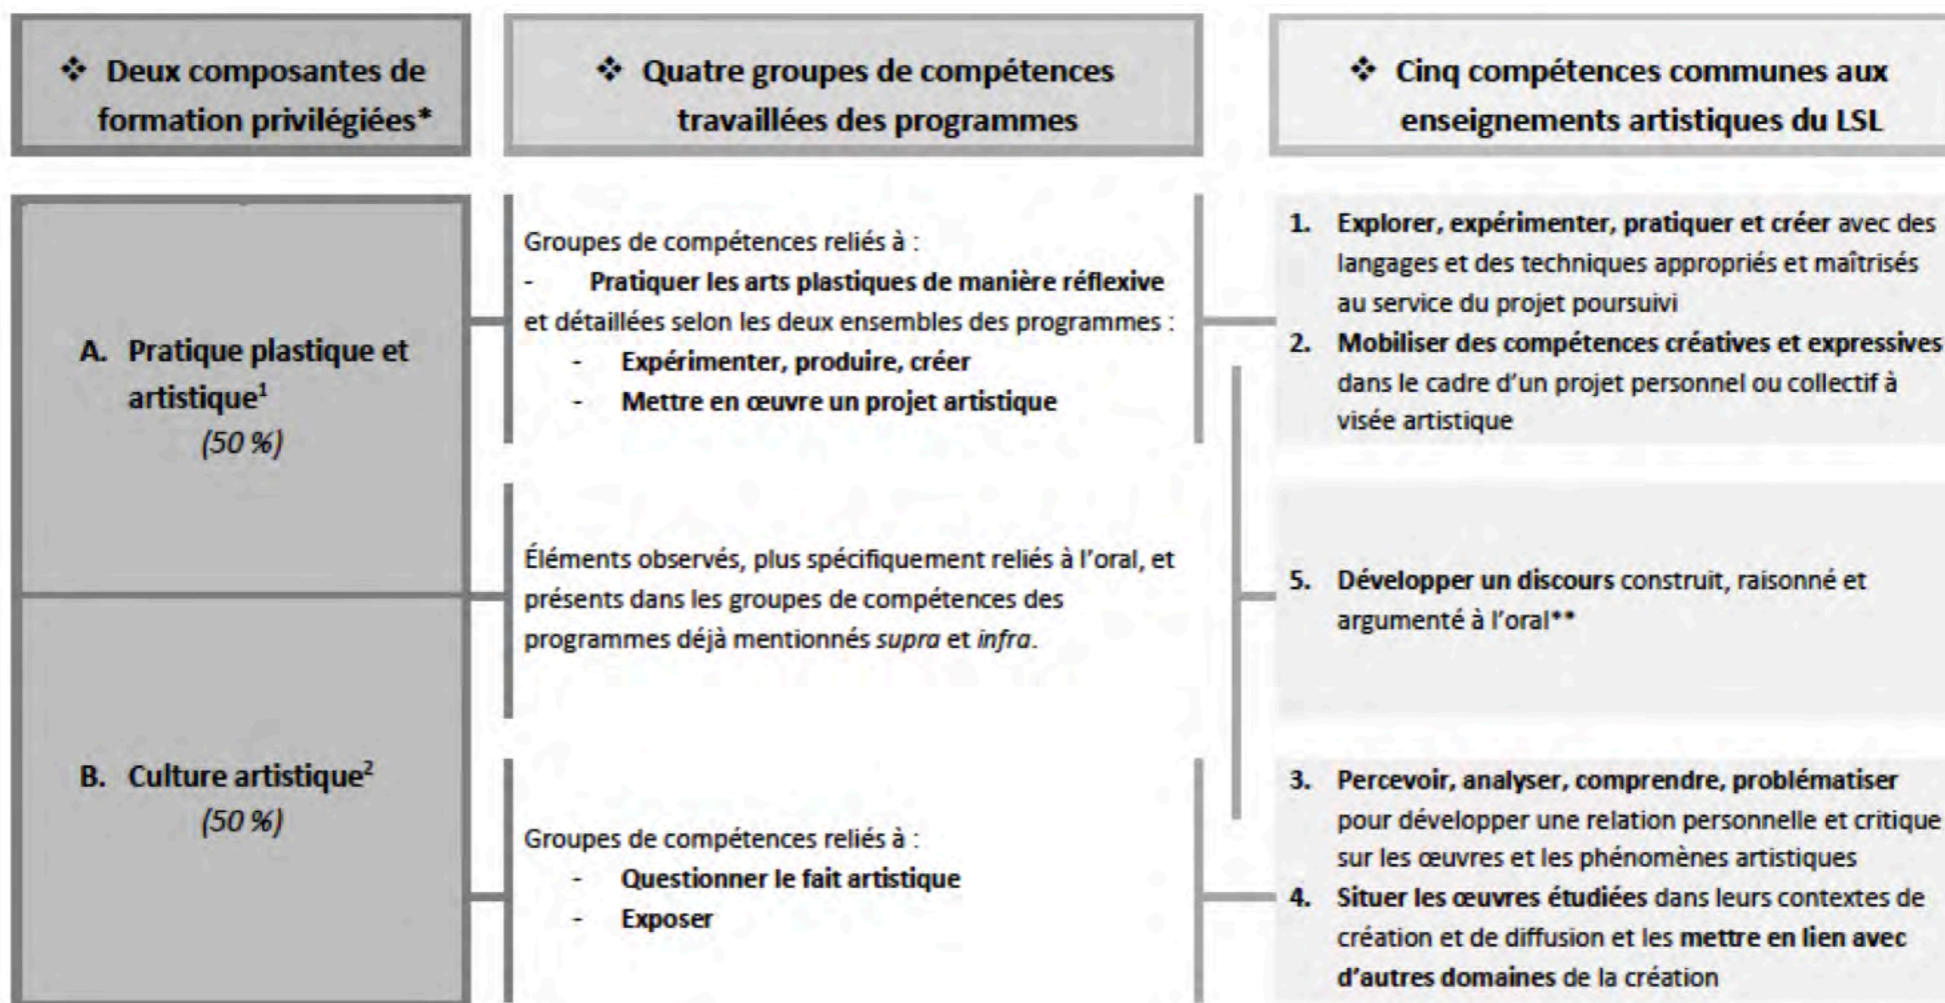 ❖ Deux composantes de
formation privilégiées*
❖ Quatre groupes de compétences
travaillées des programmes
❖ Cinq compétences communes aux
enseignements artistiques du LSL
A. Pratique plastique et
artistique¹
(50 %)
B. Culture artistique²
(50 %)
Groupes de compétences reliés à :
- Pratiquer les arts plastiques de manière réflexive
et détaillées selon les deux ensembles des programmes :
- Expérimenter, produire, créer
- Mettre en œuvre un projet artistique
Éléments observés, plus spécifiquement reliés à l’oral, et
présents dans les groupes de compétences des
programmes déjà mentionnés supra et infra.
Groupes de compétences reliés à :
- Questionner le fait artistique
- Exposer
1. Explorer, expérimenter, pratiquer et créer avec des
langages et des techniques appropriés et maîtrisés
au service du projet poursuivi
2. Mobiliser des compétences créatives et expressives
dans le cadre d’un projet personnel ou collectif à
visée artistique
5. Développer un discours construit, raisonné et
argumenté à l’oral**
3. Percevoir, analyser, comprendre, problématiser
pour développer une relation personnelle et critique
sur les œuvres et les phénomènes artistiques
4. Situer les œuvres étudiées dans leurs contextes de
création et de diffusion et les mettre en lien avec
d’autres domaines de la création